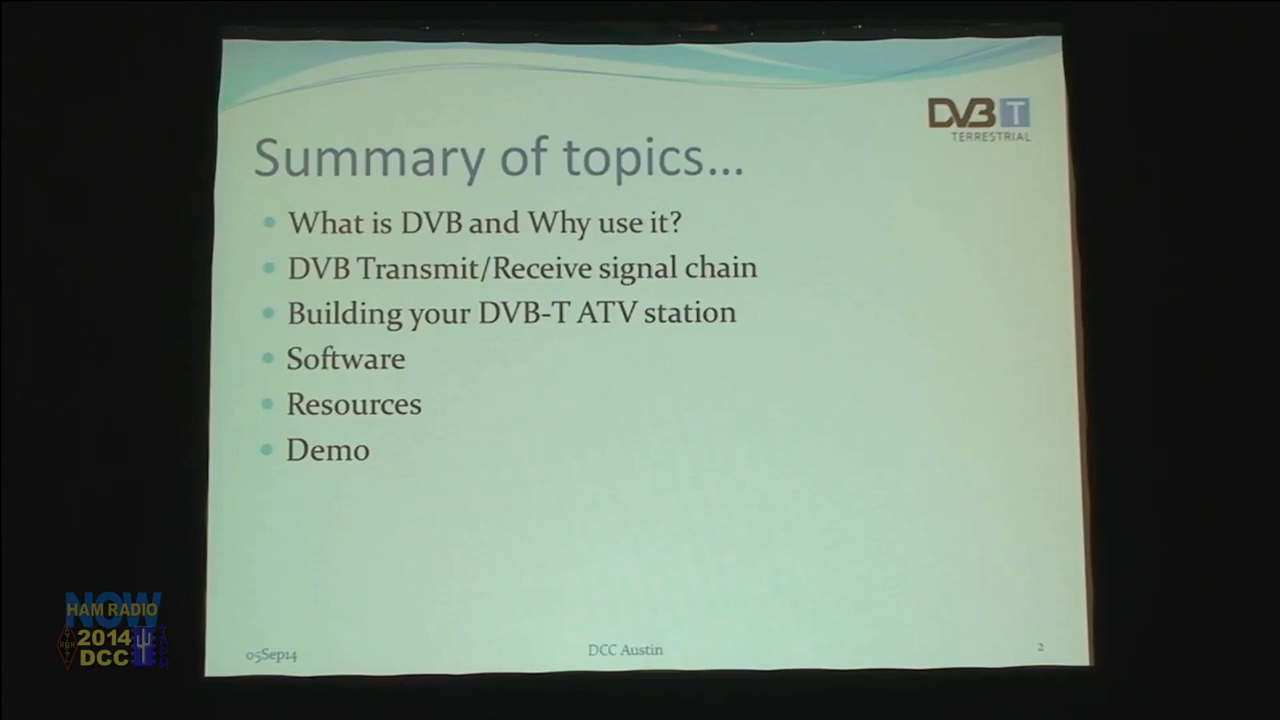 DVB T
TERRESTRIAL
Summary of topics...
What is DVB and Why use it?
DVB Transmit/Receive signal chain
Building your DVB-T ATV station
Software
Resources
Demo
05Sep14
DCC Austin
2
NOW
HAM RADIO
2014
DCC